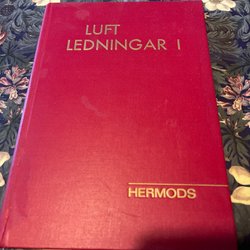 LUFT
LEDNINGAR I
HERMODS